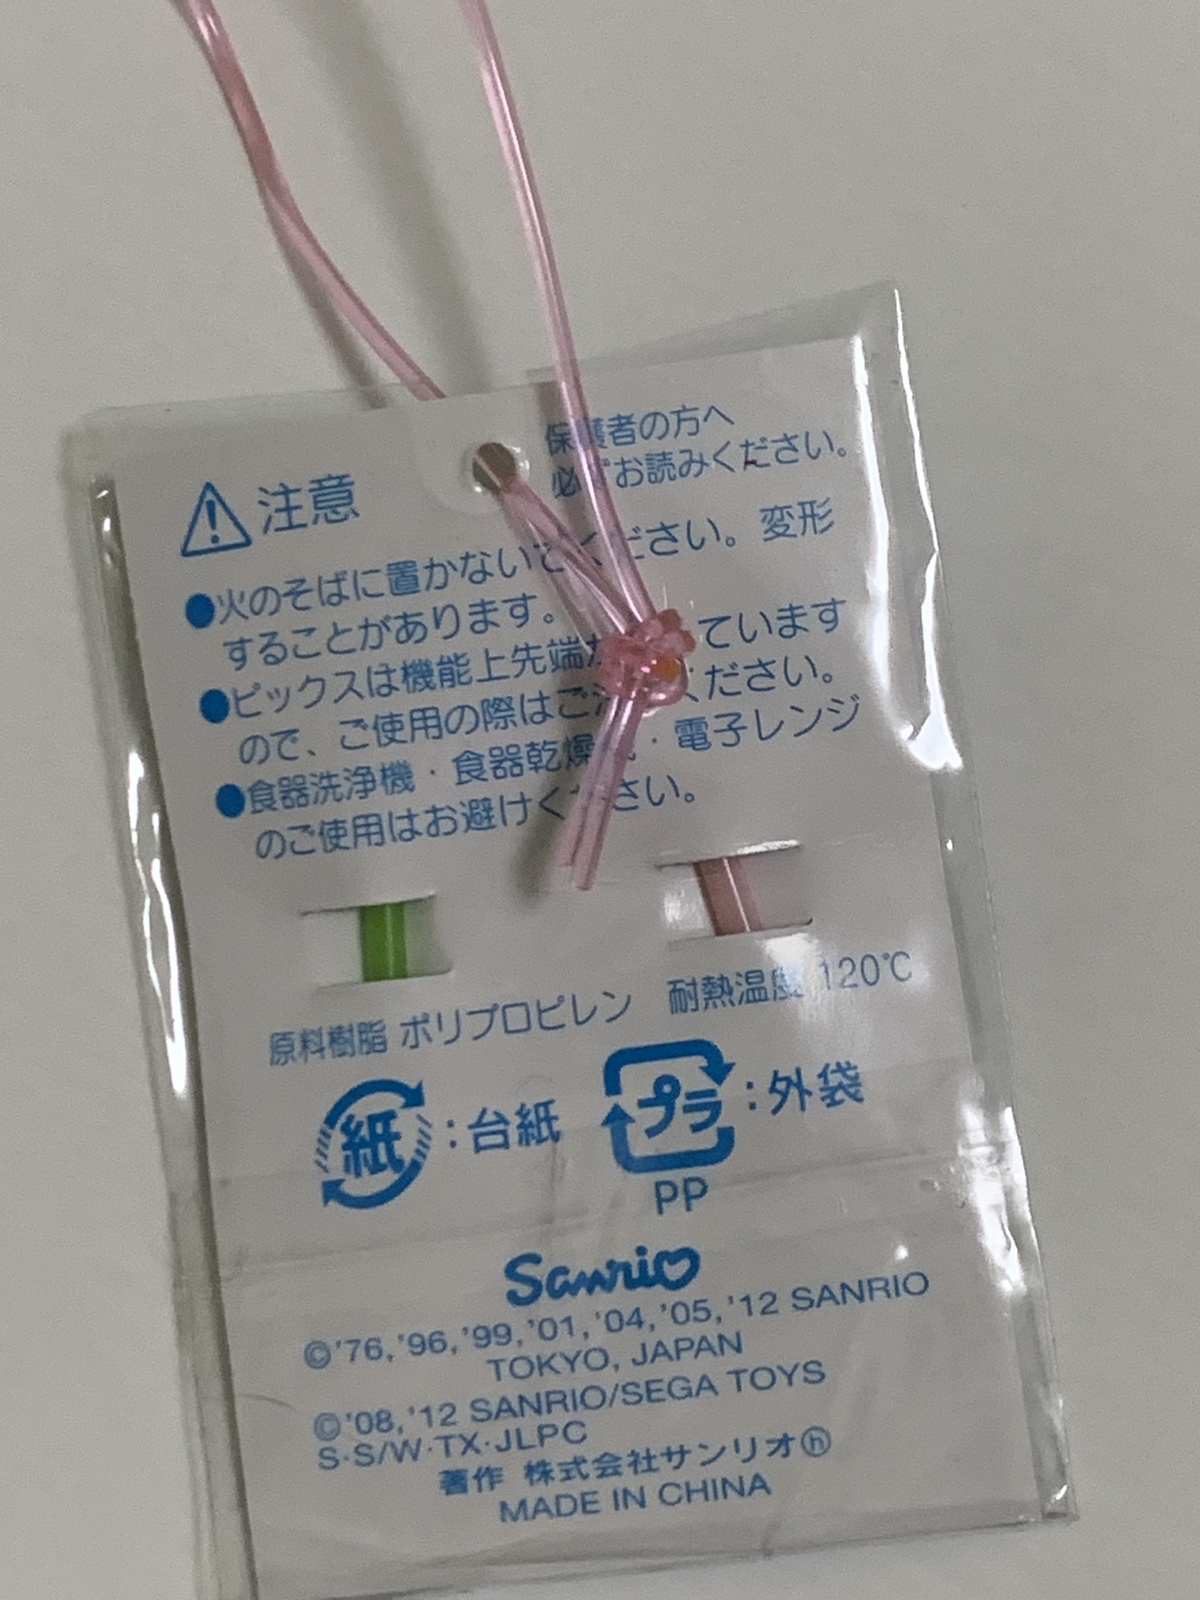 保護者の方へ
必ずお読みください。
注意
●火のそばに置かないでください。変形
することがあります。
●ピックスは機能上先端が ています
ので、ご使用の際はご ください。
●食器洗浄機・食器乾燥 ・電子レンジ
のご使用はお避けください。
原料樹脂 ポリプロピレン 耐熱温度 120℃
紙:台紙 プラ:外袋
PP
Sanrio
©'76,'96,'99,'01,'04,'05,'12 SANRIO
TOKYO, JAPAN
©'08,'12 SANRIO/SEGA TOYS
S・S/W・TX・JLPC
著作 株式会社サンリオⓗ
MADE IN CHINA